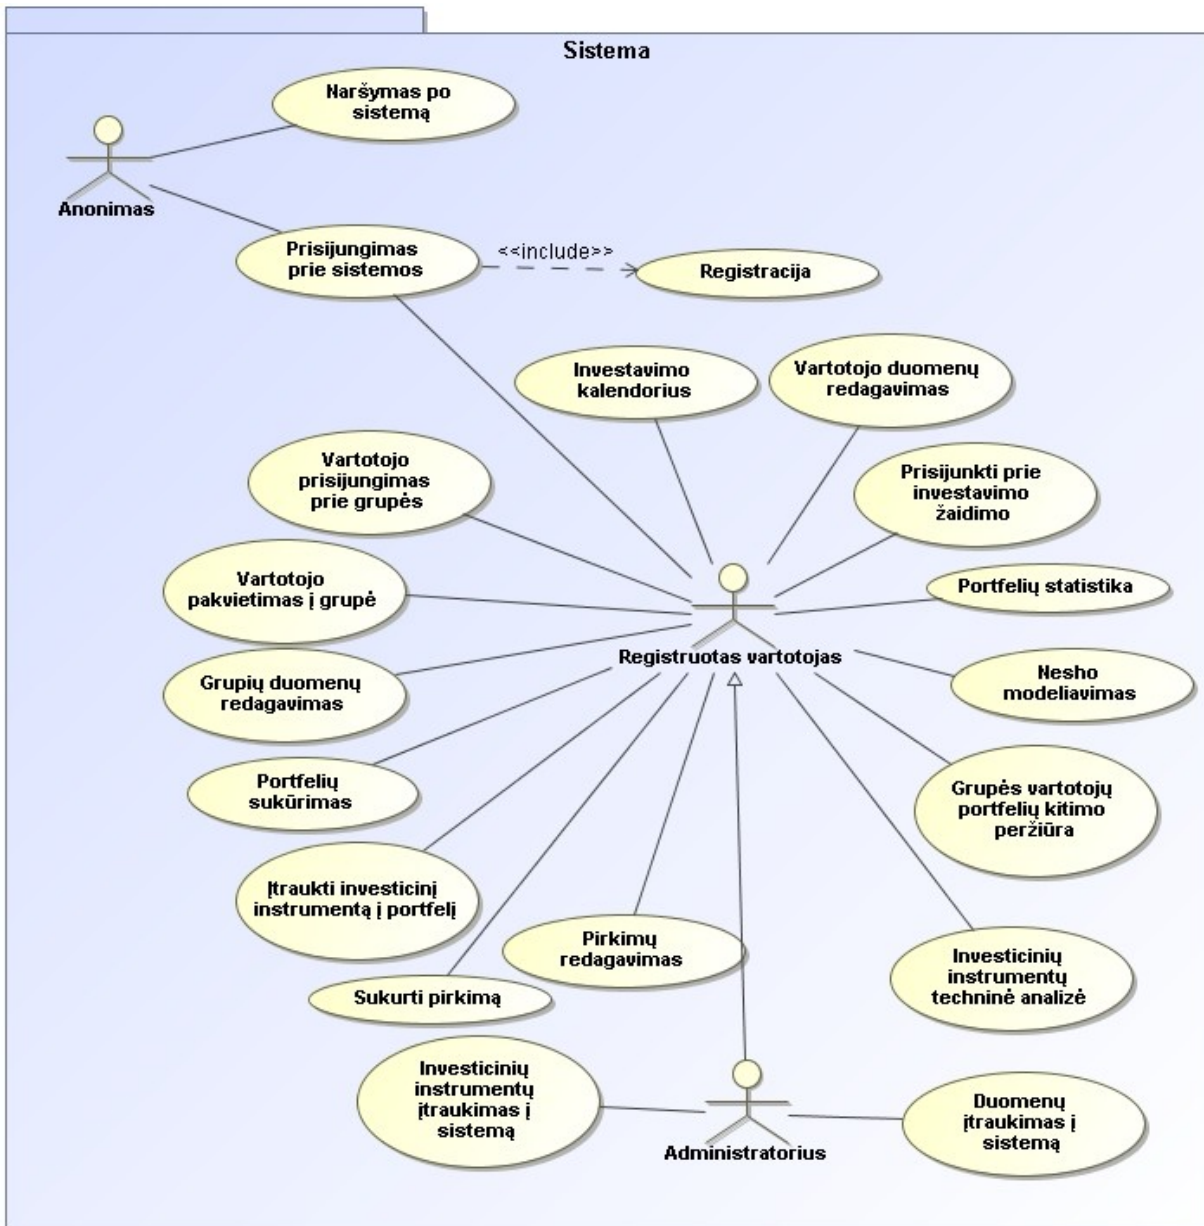 Sistema
Naršymas po
sistemą
Anonimas
Prisijungimas
prie sistemos
<<include>>
Registracija
Investavimo
kalendorius
Vartotojo duomenų
redagavimas
Vartotojo
prisijungimas
prie grupės
Prisijunkti prie
investavimo
žaidimo
Vartotojo
pakvietimas į grupė
Portfelių statistika
Registruotas vartotojas
Grupių duomenų
redagavimas
Nesho
modeliavimas
Portfelių
sukūrimas
Grupės vartotojų
portfelių kitimo
peržiūra
Įtraukti investicinį
instrumentą į portfelį
Pirkimų
redagavimas
Investicinių
instrumentų
techninė analizė
Sukurti pirkimą
Investicinių
instrumentų
įtraukimas į
sistemą
Administratorius
Duomenų
įtraukimas į
sistemą